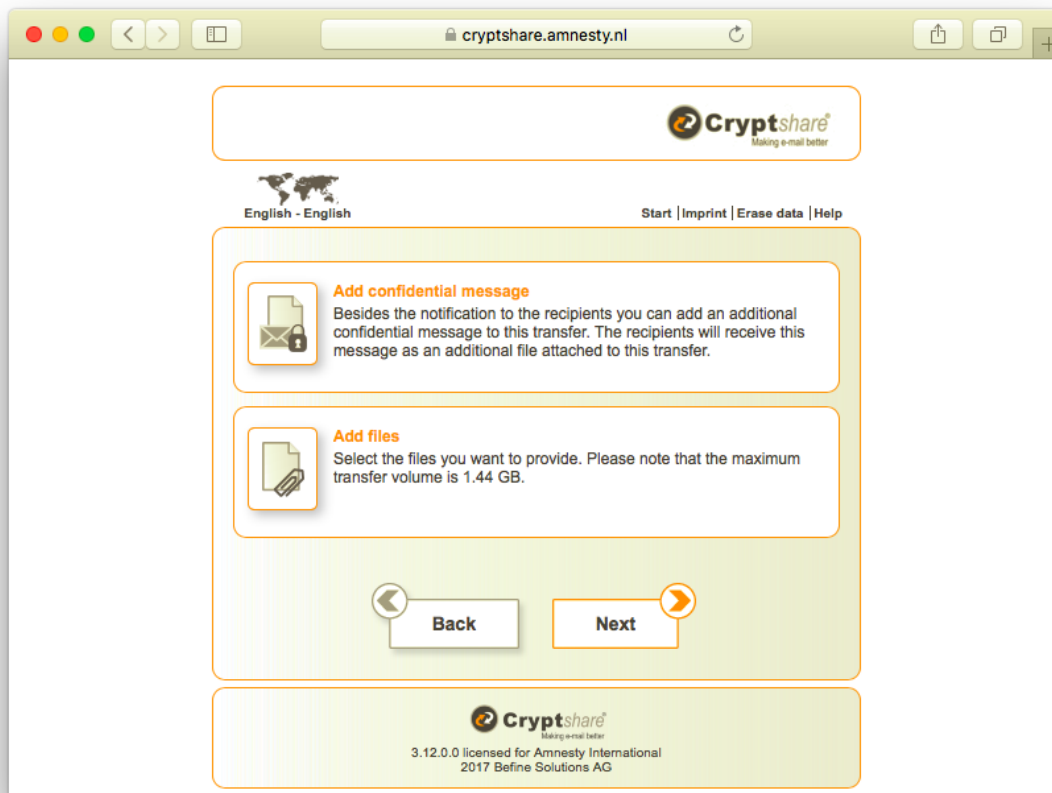 cryptshare.amnesty.nl
Cryptshare®
Making e-mail better
English - English
Start | Imprint | Erase data | Help
Add confidential message
Besides the notification to the recipients you can add an additional
confidential message to this transfer. The recipients will receive this
message as an additional file attached to this transfer.
Add files
Select the files you want to provide. Please note that the maximum
transfer volume is 1.44 GB.
Back
Next
Cryptshare®
Making e-mail better
3.12.0.0 licensed for Amnesty International
2017 Befine Solutions AG